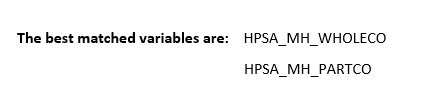 The best matched variables are: HPSA_MH_WHOLECO
HPSA_MH_PARTCO